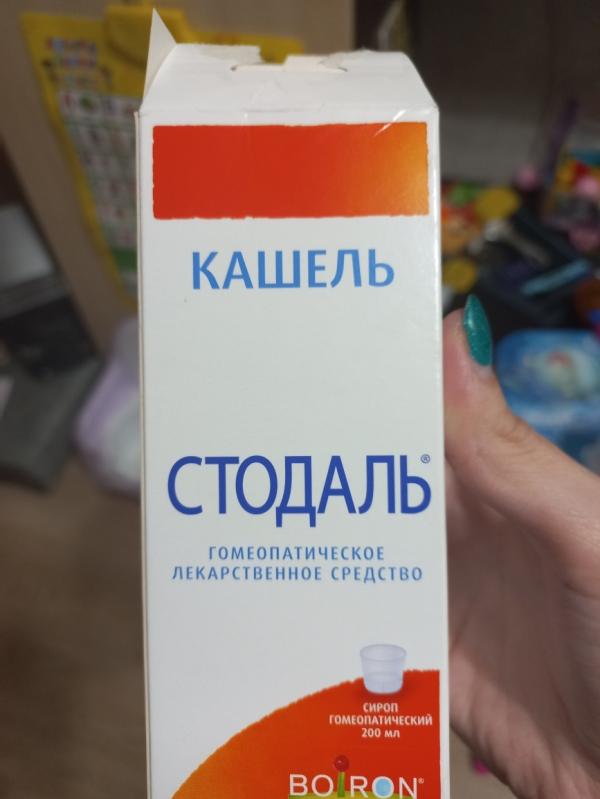 КАШЕЛЬ
СТОДАЛЬ®
ГОМЕОПАТИЧЕСКОЕ
ЛЕКАРСТВЕННОЕ СРЕДСТВО
СИРОП
ГОМЕОПАТИЧЕСКИЙ
200 мл
BOIRON®